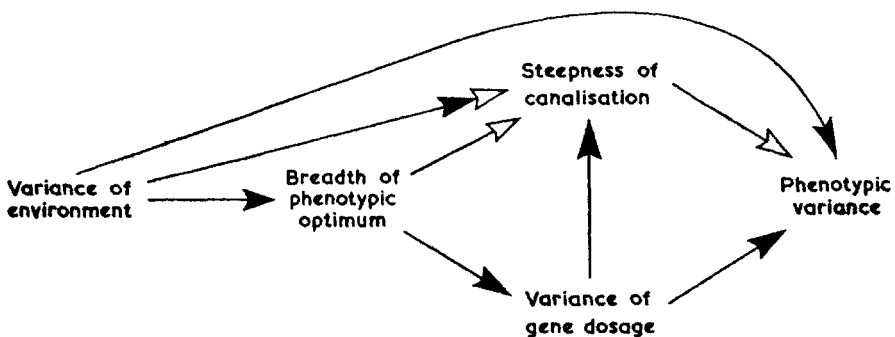 Steepness of
canalisation
Variance of
environment
Breadth of
phenotypic
optimum
Phenotypic
variance
Variance of
gene dosage